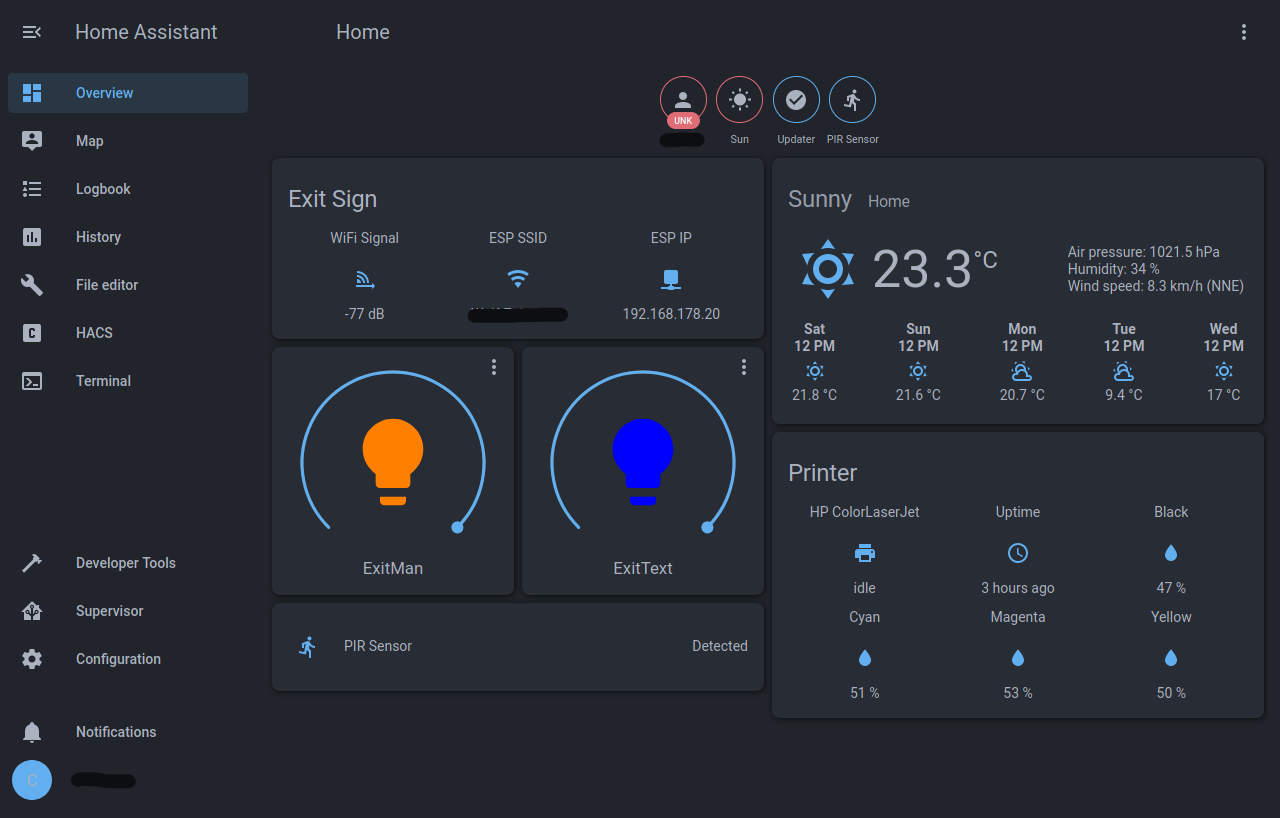 Home Assistant
Home
Overview
Map
Logbook
History
File editor
HACS
Terminal
Developer Tools
Supervisor
Configuration
Notifications
C
UNK
Sun
Updater
PIR Sensor
Exit Sign
WiFi Signal ESP SSID ESP IP
-77 dB 192.168.178.20
ExitMan
ExitText
PIR Sensor Detected
Sunny Home
23.3 °C
Air pressure: 1021.5 hPa
Humidity: 34 %
Wind speed: 8.3 km/h (NNE)
Sat Sun Mon Tue Wed
12 PM 12 PM 12 PM 12 PM 12 PM
21.8 °C 21.6 °C 20.7 °C 9.4 °C 17 °C
Printer
HP ColorLaserJet Uptime Black
idle 3 hours ago 47 %
Cyan Magenta Yellow
51 % 53 % 50 %